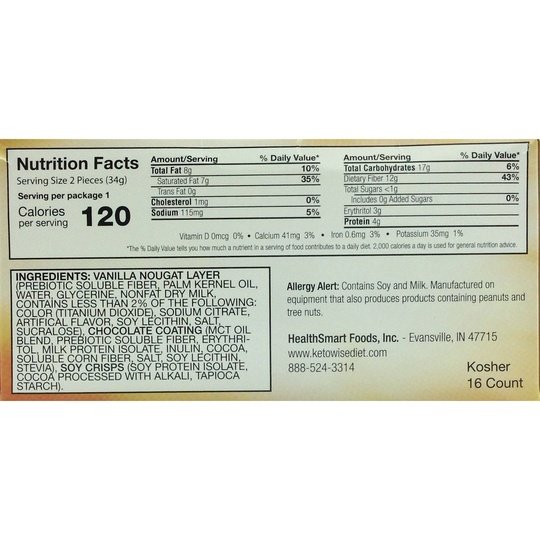 Nutrition Facts
Serving Size 2 Pieces (34g)
Serving per package 1
Calories
per serving 120
Amount/Serving % Daily Value*
Total Fat 8g 10%
Saturated Fat 7g 35%
Trans Fat 0g
Cholesterol 1mg 0%
Sodium 115mg 5%
Amount/Serving % Daily Value*
Total Carbohydrates 17g 6%
Dietary Fiber 12g 43%
Total Sugars <1g
Includes 0g Added Sugars 0%
Erythritol 3g
Protein 4g
Vitamin D 0mcg 0% • Calcium 41mg 3% • Iron 0.6mg 3% • Potassium 35mg 1%
*The % Daily Value tells you how much a nutrient in a serving of food contributes to a daily diet. 2,000 calories a day is used for general nutrition advice.
INGREDIENTS: VANILLA NOUGAT LAYER
(PREBIOTIC SOLUBLE FIBER, PALM KERNEL OIL,
WATER, GLYCERINE, NONFAT DRY MILK,
CONTAINS LESS THAN 2% OF THE FOLLOWING:
COLOR (TITANIUM DIOXIDE), SODIUM CITRATE,
ARTIFICAL FLAVOR, SOY LECITHIN, SALT,
SUCRALOSE), CHOCOLATE COATING (MCT OIL
BLEND, PREBIOTIC SOLUBLE FIBER, ERYTHRI-
TOL, MILK PROTEIN ISOLATE, INULIN, COCOA,
SOLUBLE CORN FIBER, SALT, SOY LECITHIN,
STEVIA). SOY CRISPS (SOY PROTEIN ISOLATE,
COCOA PROCESSED WITH ALKALI, TAPIOCA
STARCH).
Allergy Alert: Contains Soy and Milk. Manufactured on
equipment that also produces products containing peanuts and
tree nuts.
HealthSmart Foods, Inc. - Evansville, IN 47715
www.ketowisediet.com
888-524-3314
Kosher
16 Count